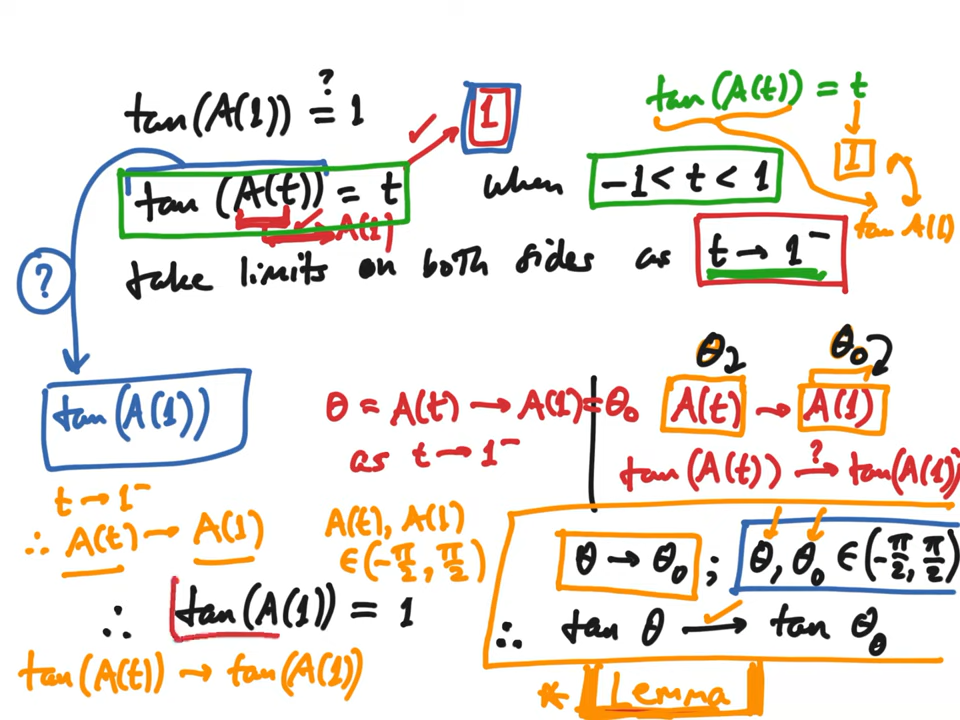 tan(A(1)) ?= 1
1
tan(A(t)) = t
1
tan A(1)
tan (A(t)) = t when -1 < t < 1
A(1)
take limits on both sides as t → 1⁻
?
tan(A(1))
θ = A(t) → A(1) = θ₀
as t → 1⁻
θ
θ₀
A(t) → A(1)
tan(A(t)) ?→ tan(A(1))
t → 1⁻
∴ A(t) → A(1)
A(t), A(1)
∈ (-π/2, π/2)
θ → θ₀ ; θ, θ₀ ∈ (-π/2, π/2)
∴ tan θ → tan θ₀
∴ tan(A(1)) = 1
tan(A(t)) → tan(A(1))
* Lemma